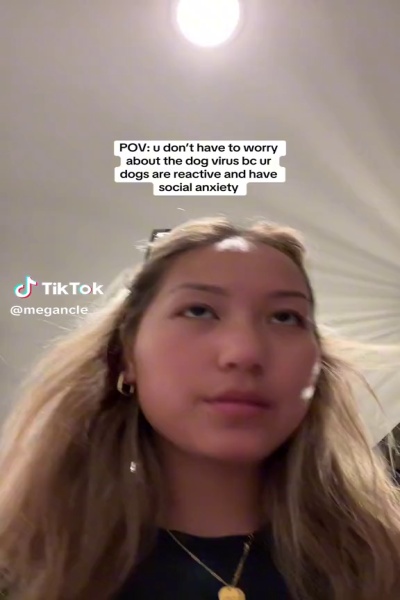 POV: u don't have to worry
about the dog virus bc ur
dogs are reactive and have
social anxiety
TikTok
@megancle_